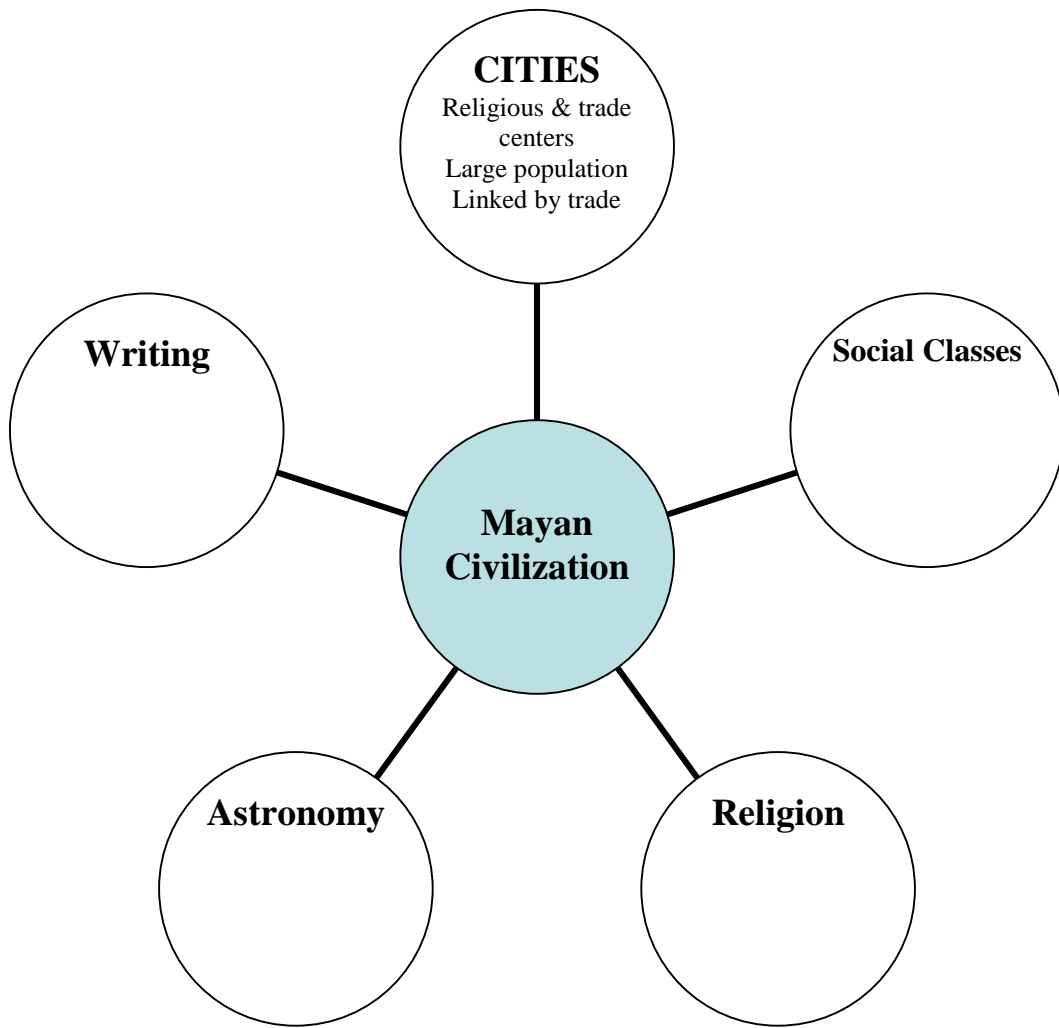 CITIES
Religious & trade
centers
Large population
Linked by trade
Writing
Social Classes
Mayan
Civilization
Astronomy
Religion